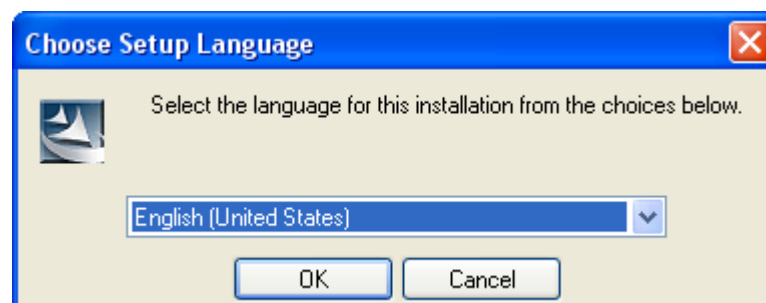 Choose Setup Language
Select the language for this installation from the choices below.
English (United States)
OK
Cancel